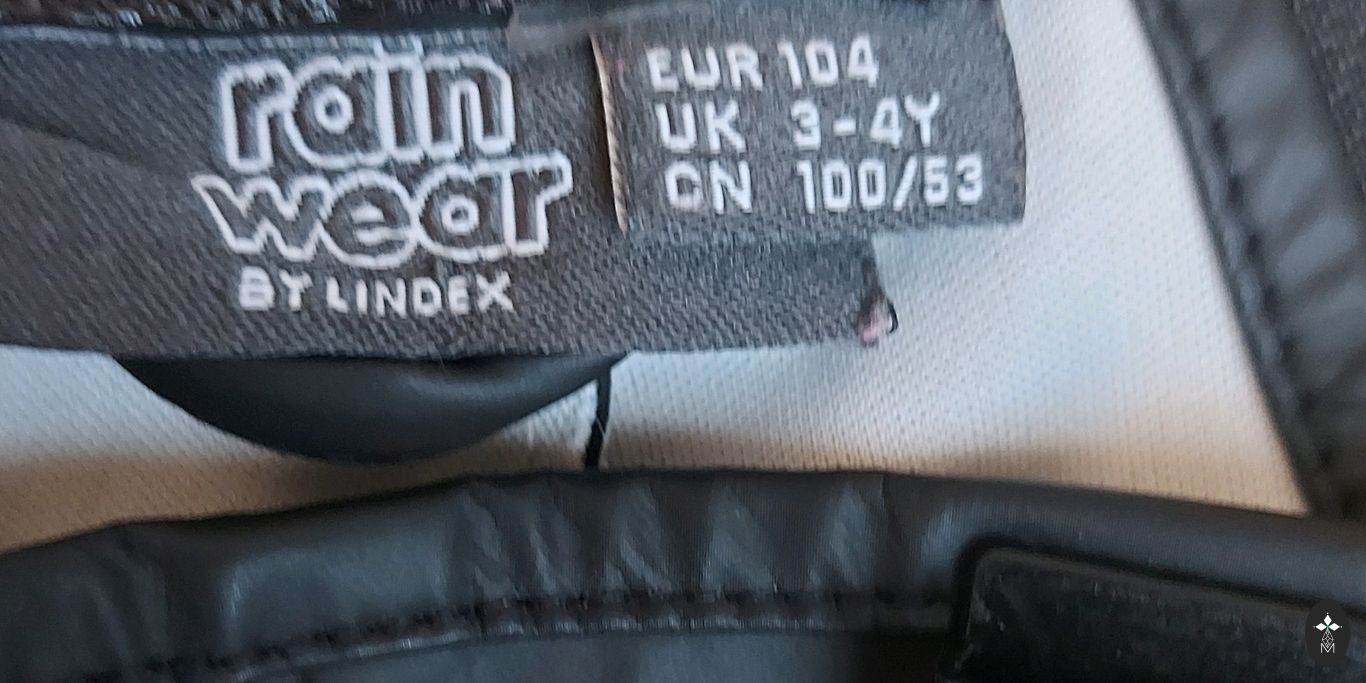 rain
wear
BY LINDEX
EUR 104
UK 3-4Y
CN 100/53
M